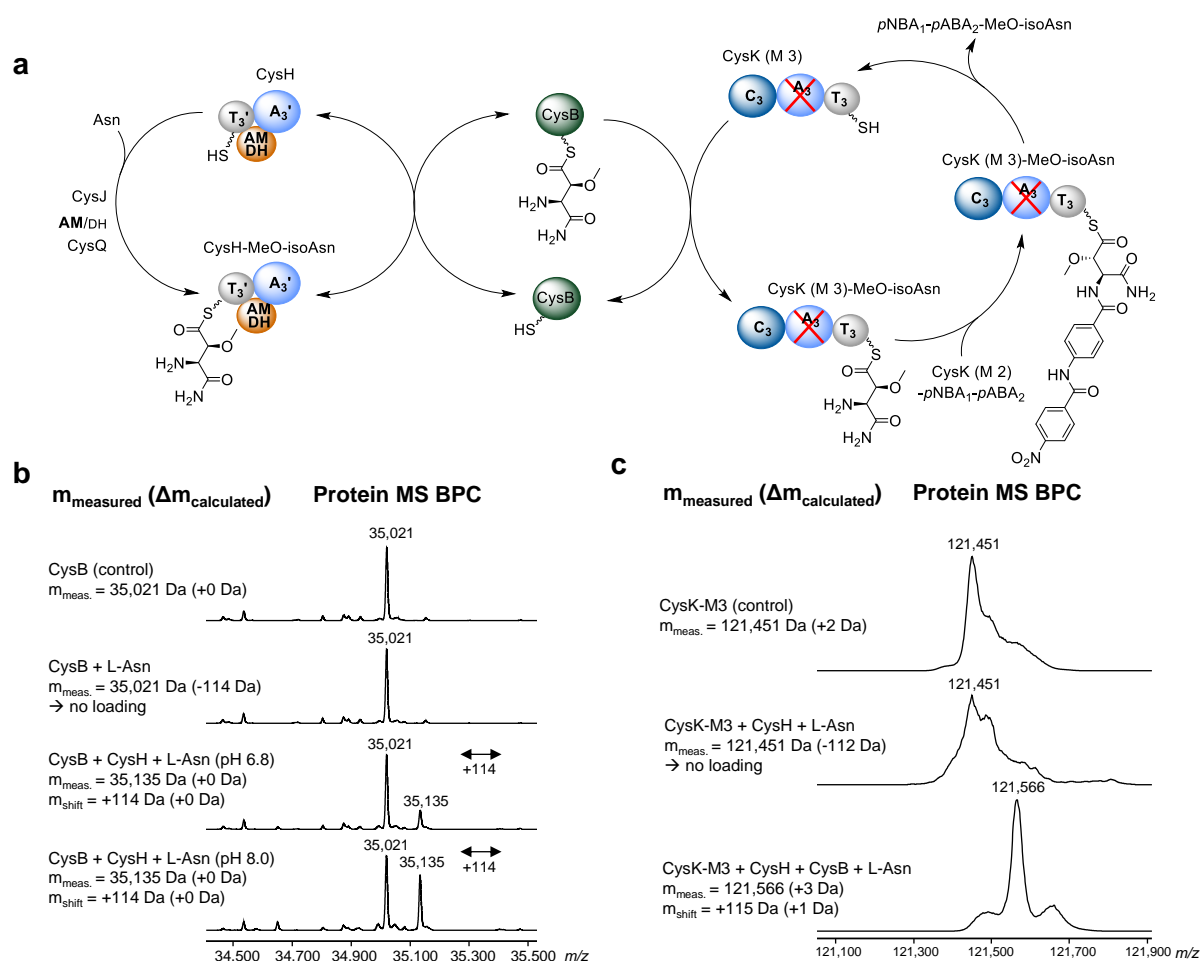 a
pNBA1-pABA2-MeO-isoAsn
CysH
T3'
A3'
AM
DH
HS
Asn
CysJ
AM/DH
CysQ
CysH-MeO-isoAsn
T3'
A3'
AM
DH
S
O
O
H2N
O
NH2
CysB
S
O
O
H2N
O
NH2
HS
CysB
CysK (M 3)
C3
A3
T3
SH
CysK (M 3)-MeO-isoAsn
C3
A3
T3
S
O
O
H2N
O
NH2
CysK (M 2)
-pNBA1-pABA2
CysK (M 3)-MeO-isoAsn
C3
A3
T3
S
O
O
O
HN
NH2
O
HN
O
O2N
b
mmeasured (Δmcalculated)
Protein MS BPC
35,021
CysB (control)
mmeas. = 35,021 Da (+0 Da)
35,021
CysB + L-Asn
mmeas. = 35,021 Da (-114 Da)
→ no loading
35,021
+114
35,135
CysB + CysH + L-Asn (pH 6.8)
mmeas. = 35,135 Da (+0 Da)
mshift = +114 Da (+0 Da)
35,021
35,135
+114
CysB + CysH + L-Asn (pH 8.0)
mmeas. = 35,135 Da (+0 Da)
mshift = +114 Da (+0 Da)
34,500 34,700 34,900 35,100 35,300 35,500 m/z
c
mmeasured (Δmcalculated)
Protein MS BPC
121,451
CysK-M3 (control)
mmeas. = 121,451 Da (+2 Da)
121,451
CysK-M3 + CysH + L-Asn
mmeas. = 121,451 Da (-112 Da)
→ no loading
121,566
CysK-M3 + CysH + CysB + L-Asn
mmeas. = 121,566 (+3 Da)
mshift = +115 Da (+1 Da)
121,100 121,300 121,500 121,700 121,900 m/z